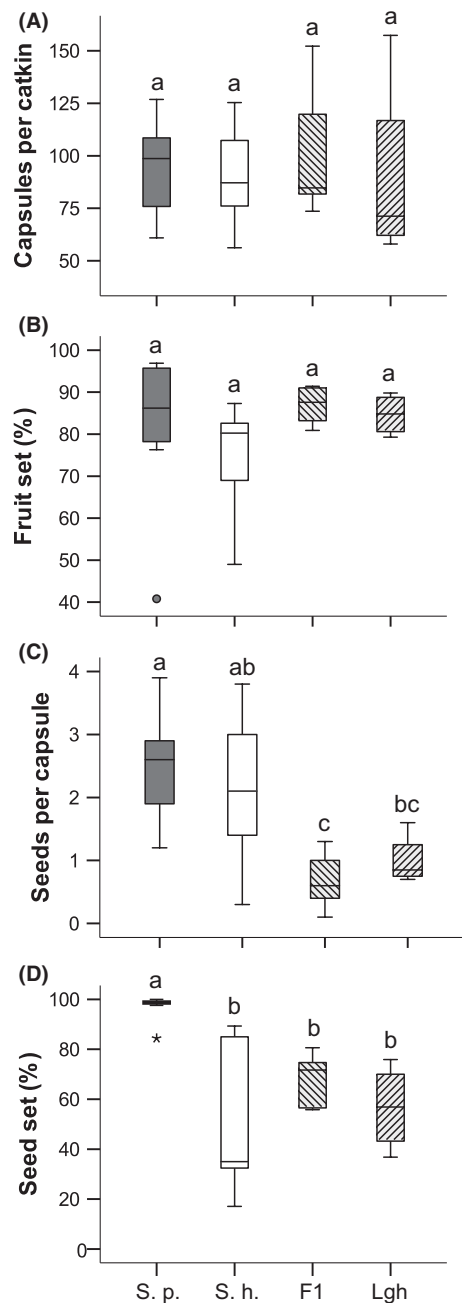 (A)
Capsules per catkin
150
125
100
75
50
a a a a
(B)
Fruit set (%)
100
90
80
70
60
50
40
a a a a
(C)
Seeds per capsule
4
3
2
1
0
a ab c bc
(D)
Seed set (%)
100
80
60
40
20
0
a b b b
*
S. p. S. h. F1 Lgh